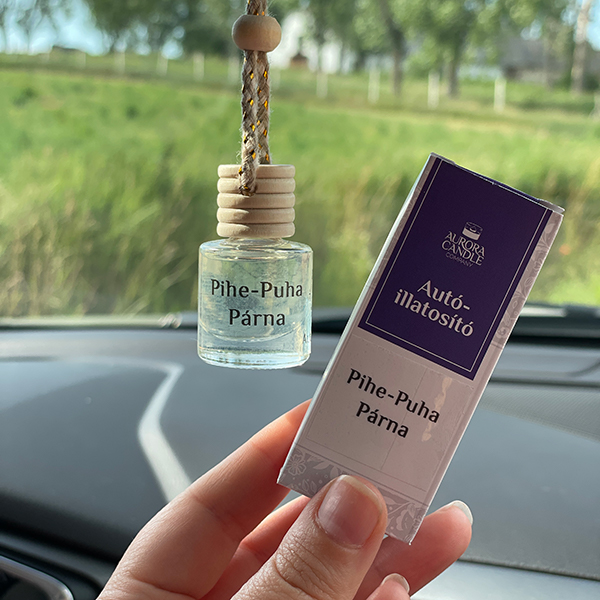 Pihe-Puha
Párna
AURORA
CANDLE
COMPANY
Autó-
illatosító
Pihe-Puha
Párna